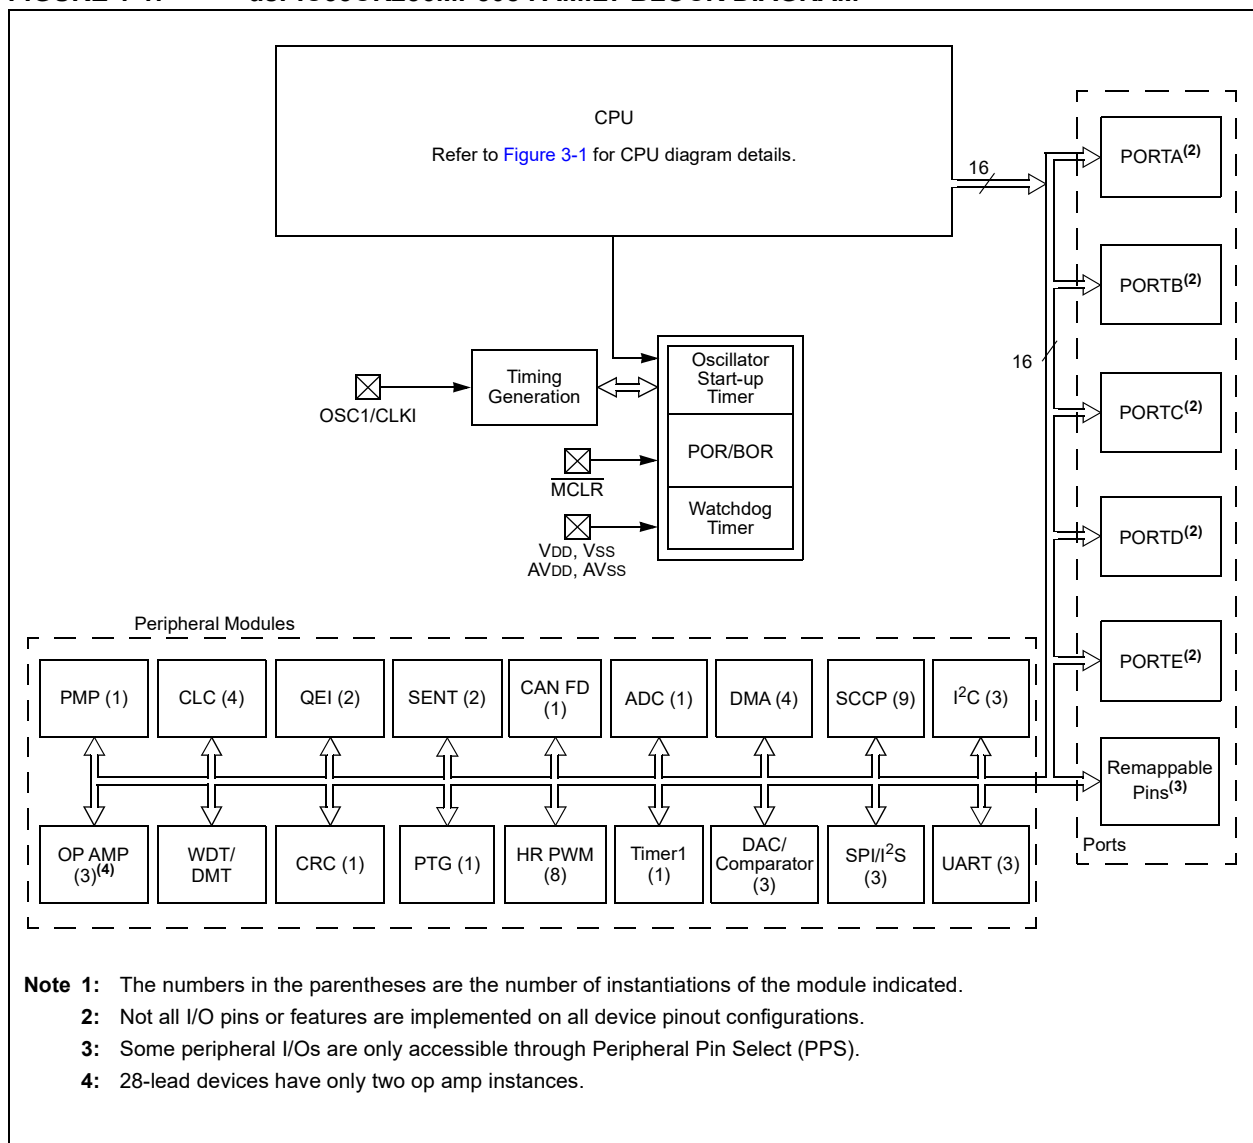 CPU
Refer to Figure 3-1 for CPU diagram details.
16
PORTA(2)
PORTB(2)
16
PORTC(2)
PORTD(2)
PORTE(2)
Remappable
Pins(3)
Ports
OSC1/CLKI
Timing
Generation
Oscillator
Start-up
Timer
POR/BOR
Watchdog
Timer
MCLR
VDD, VSS
AVDD, AVSS
Peripheral Modules
PMP (1)
CLC (4)
QEI (2)
SENT (2)
CAN FD
(1)
ADC (1)
DMA (4)
SCCP (9)
I2C (3)
OP AMP
(3)(4)
WDT/
DMT
CRC (1)
PTG (1)
HR PWM
(8)
Timer1
(1)
DAC/
Comparator
(3)
SPI/I2S
(3)
UART (3)
Note 1: The numbers in the parentheses are the number of instantiations of the module indicated.
2: Not all I/O pins or features are implemented on all device pinout configurations.
3: Some peripheral I/Os are only accessible through Peripheral Pin Select (PPS).
4: 28-lead devices have only two op amp instances.